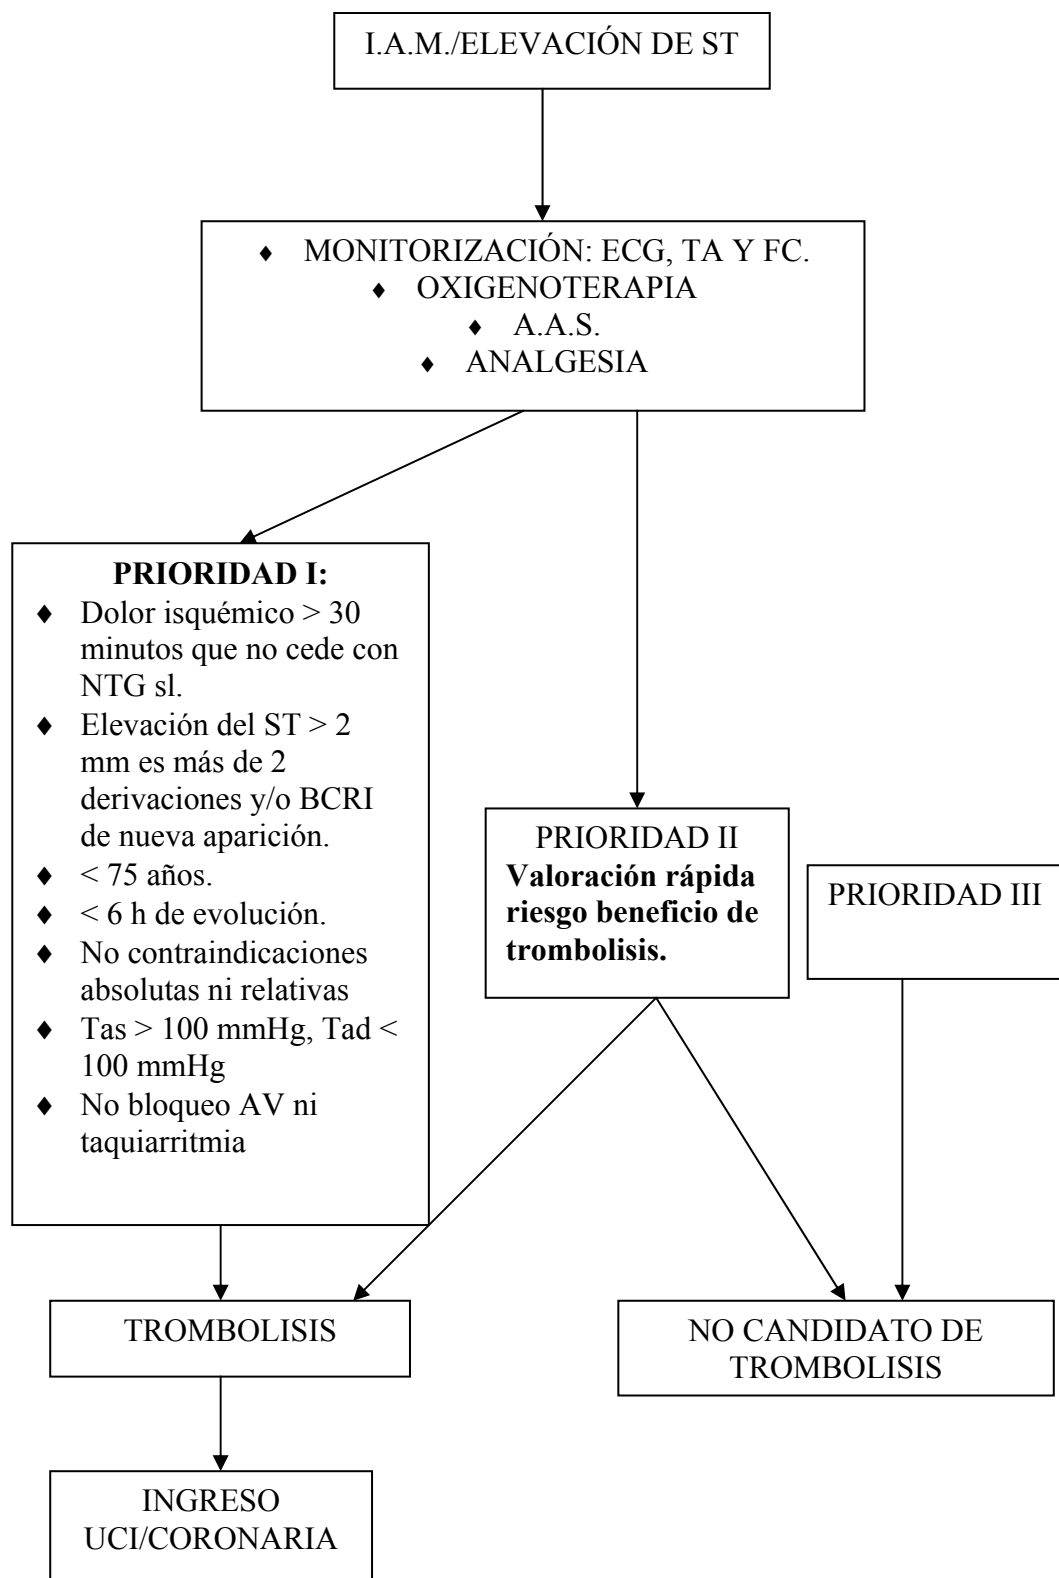 I.A.M./ELEVACIÓN DE ST
♦ MONITORIZACIÓN: ECG, TA Y FC.
♦ OXIGENOTERAPIA
♦ A.A.S.
♦ ANALGESIA
PRIORIDAD I:
♦ Dolor isquémico > 30
minutos que no cede con
NTG sl.
♦ Elevación del ST > 2
mm es más de 2
derivaciones y/o BCRI
de nueva aparición.
♦ < 75 años.
♦ < 6 h de evolución.
♦ No contraindicaciones
absolutas ni relativas
♦ Tas > 100 mmHg, Tad <
100 mmHg
♦ No bloqueo AV ni
taquiarritmia
PRIORIDAD II
Valoración rápida
riesgo beneficio de
trombolisis.
PRIORIDAD III
TROMBOLISIS
NO CANDIDATO DE
TROMBOLISIS
INGRESO
UCI/CORONARIA